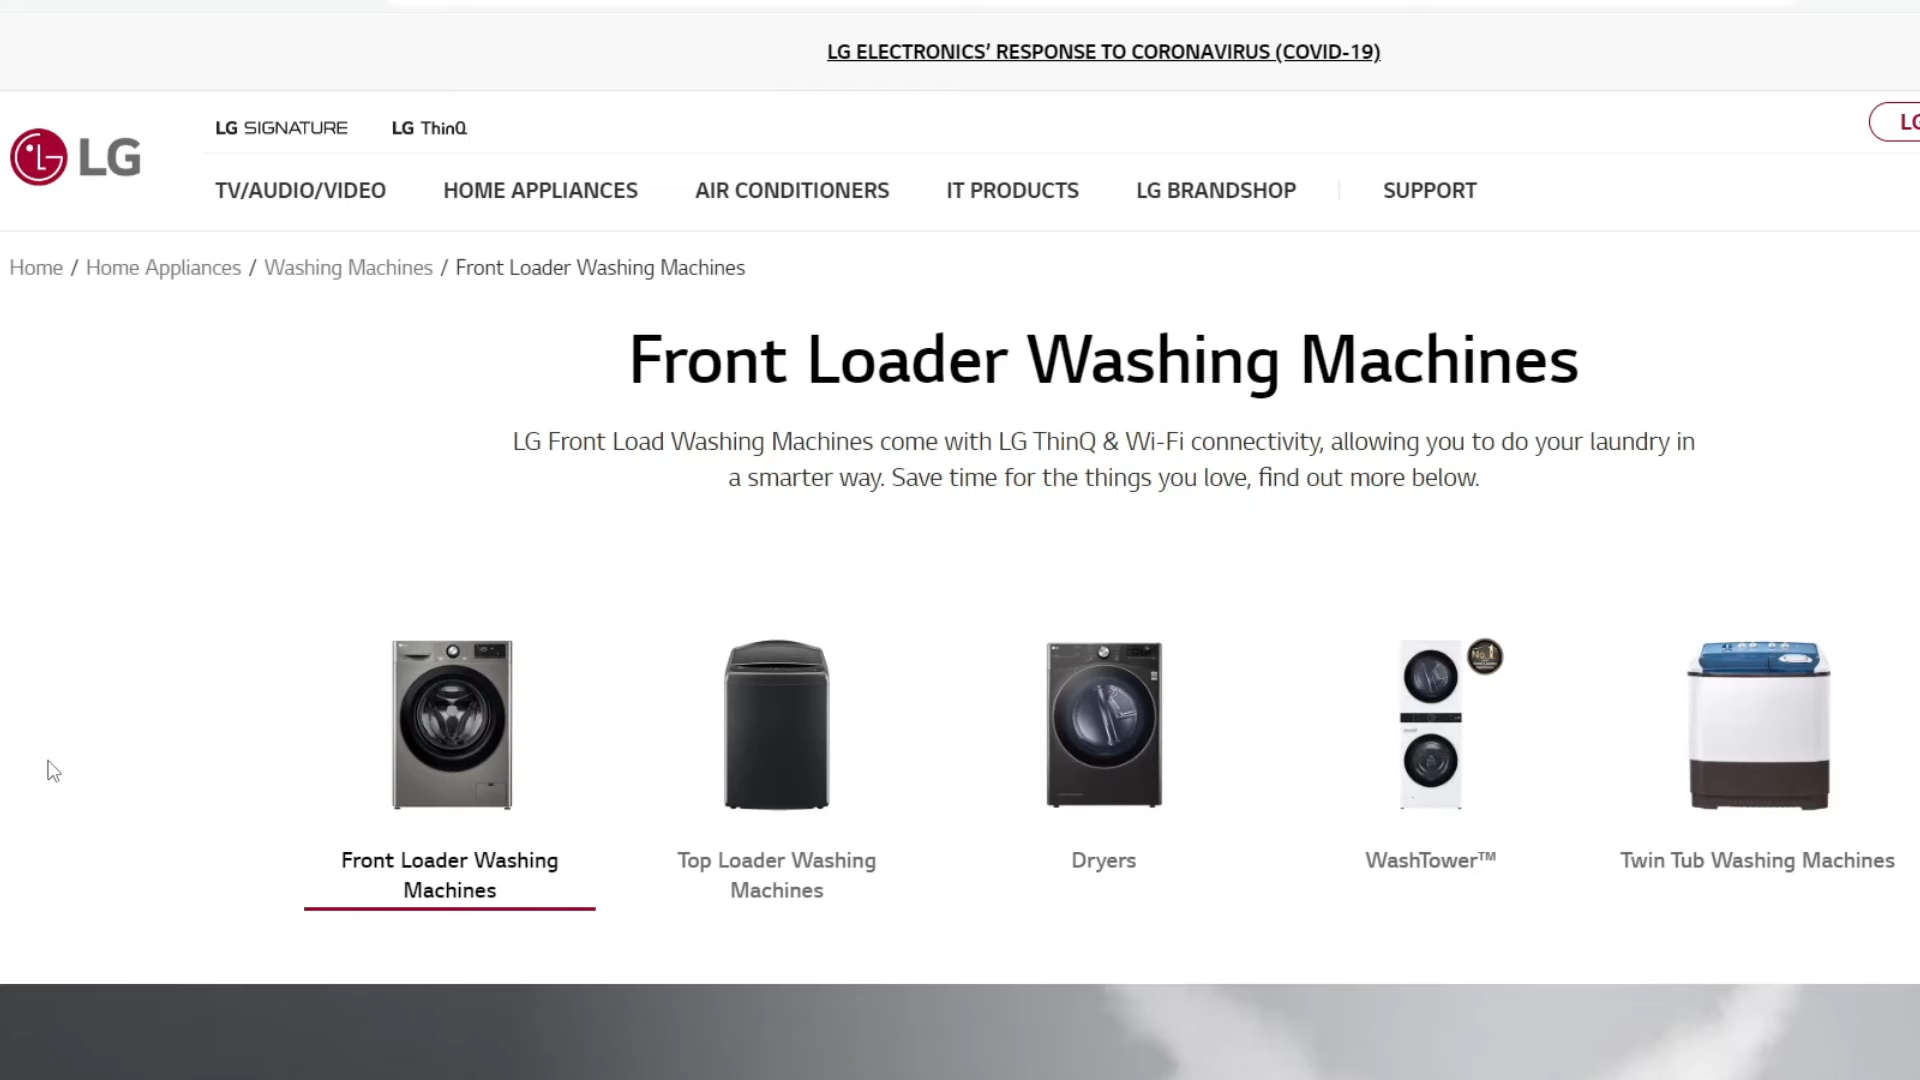 LG ELECTRONICS’ RESPONSE TO CORONAVIRUS (COVID-19)
LG SIGNATURE
LG ThinQ
LG
LG
TV/AUDIO/VIDEO
HOME APPLIANCES
AIR CONDITIONERS
IT PRODUCTS
LG BRANDSHOP
SUPPORT
Home / Home Appliances / Washing Machines / Front Loader Washing Machines
Front Loader Washing Machines
LG Front Load Washing Machines come with LG ThinQ & Wi-Fi connectivity, allowing you to do your laundry in
a smarter way. Save time for the things you love, find out more below.
No.1
Front Loader Washing
Machines
Top Loader Washing
Machines
Dryers
WashTower™
Twin Tub Washing Machines